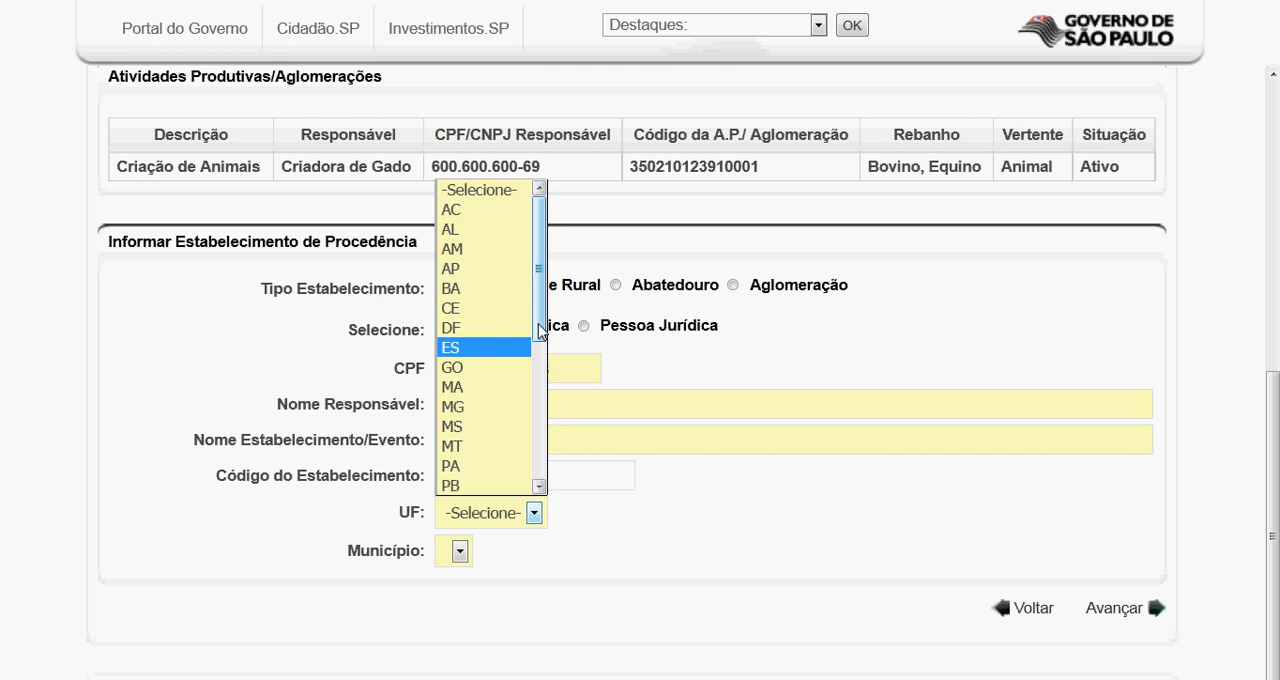 Portal do Governo Cidadão.SP Investimentos.SP Destaques: OK GOVERNO DE SÃO PAULO
Atividades Produtivas/Aglomerações
Descrição Responsável CPF/CNPJ Responsável Código da A.P./ Aglomeração Rebanho Vertente Situação
Criação de Animais Criadora de Gado 600.600.600-69 350210123910001 Bovino, Equino Animal Ativo
-Selecione-
AC
AL
AM
AP
BA
CE
DF
ES
GO
MA
MG
MS
MT
PA
PB
Informar Estabelecimento de Procedência
Tipo Estabelecimento: e Rural Abatedouro Aglomeração
Selecione: ica Pessoa Jurídica
CPF
Nome Responsável:
Nome Estabelecimento/Evento:
Código do Estabelecimento:
UF: -Selecione-
Município:
Voltar Avançar